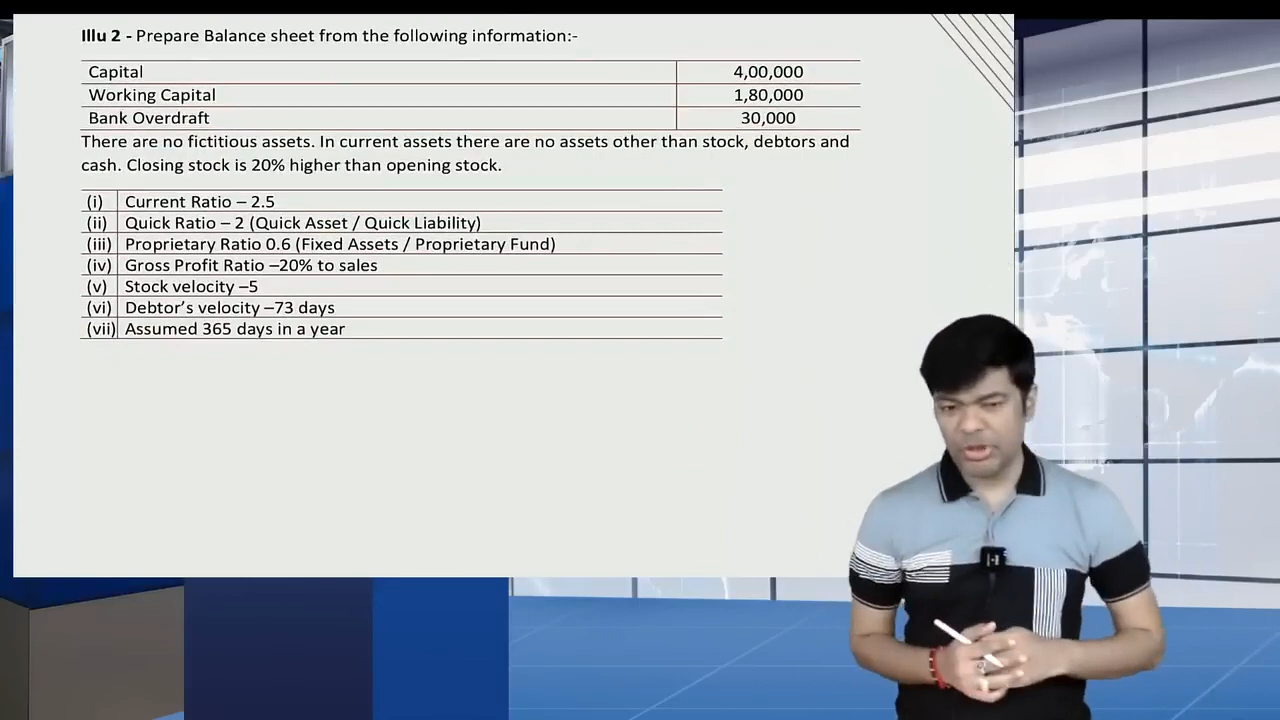 Illu 2 - Prepare Balance sheet from the following information:-
Capital 4,00,000
Working Capital 1,80,000
Bank Overdraft 30,000
There are no fictitious assets. In current assets there are no assets other than stock, debtors and
cash. Closing stock is 20% higher than opening stock.
(i) Current Ratio – 2.5
(ii) Quick Ratio – 2 (Quick Asset / Quick Liability)
(iii) Proprietary Ratio 0.6 (Fixed Assets / Proprietary Fund)
(iv) Gross Profit Ratio –20% to sales
(v) Stock velocity –5
(vi) Debtor's velocity –73 days
(vii) Assumed 365 days in a year